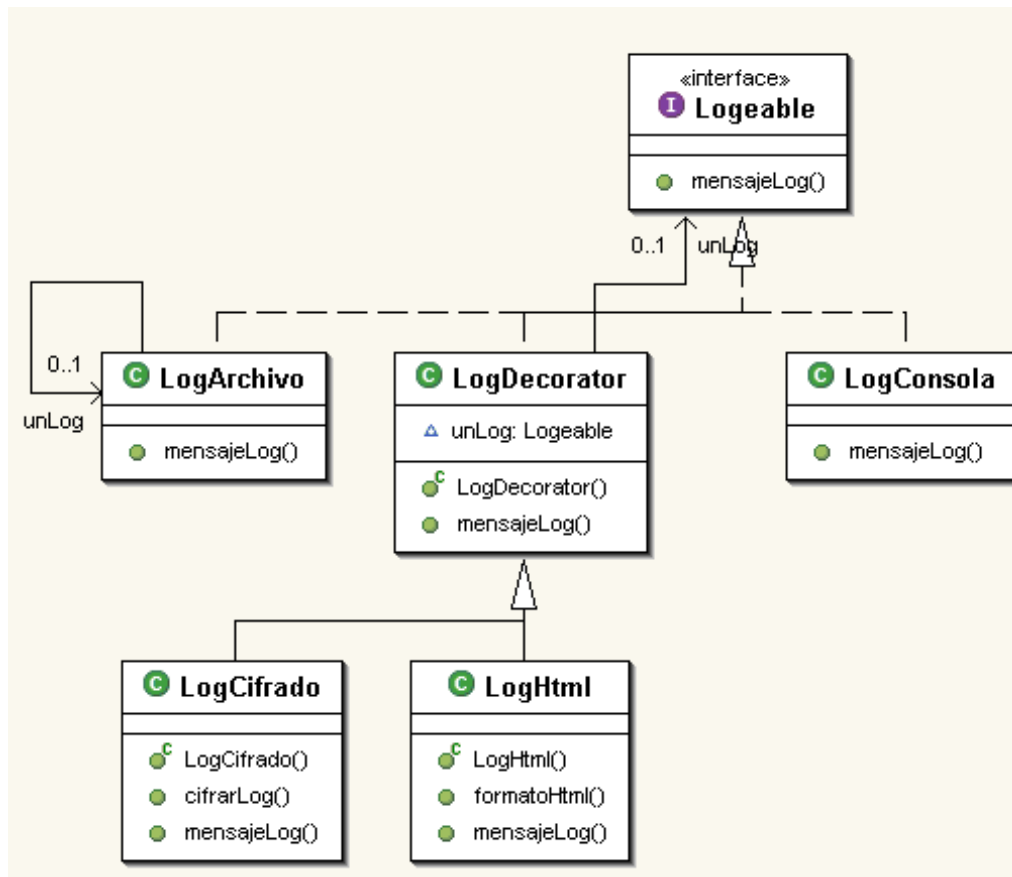 «interface»
I Logeable
mensajeLog()
0..1 unLog
0..1
unLog
C LogArchivo
mensajeLog()
C LogDecorator
unLog: Logeable
C LogDecorator()
mensajeLog()
C LogConsola
mensajeLog()
C LogCifrado
C LogCifrado()
cifrarLog()
mensajeLog()
C LogHtml
C LogHtml()
formatoHtml()
mensajeLog()